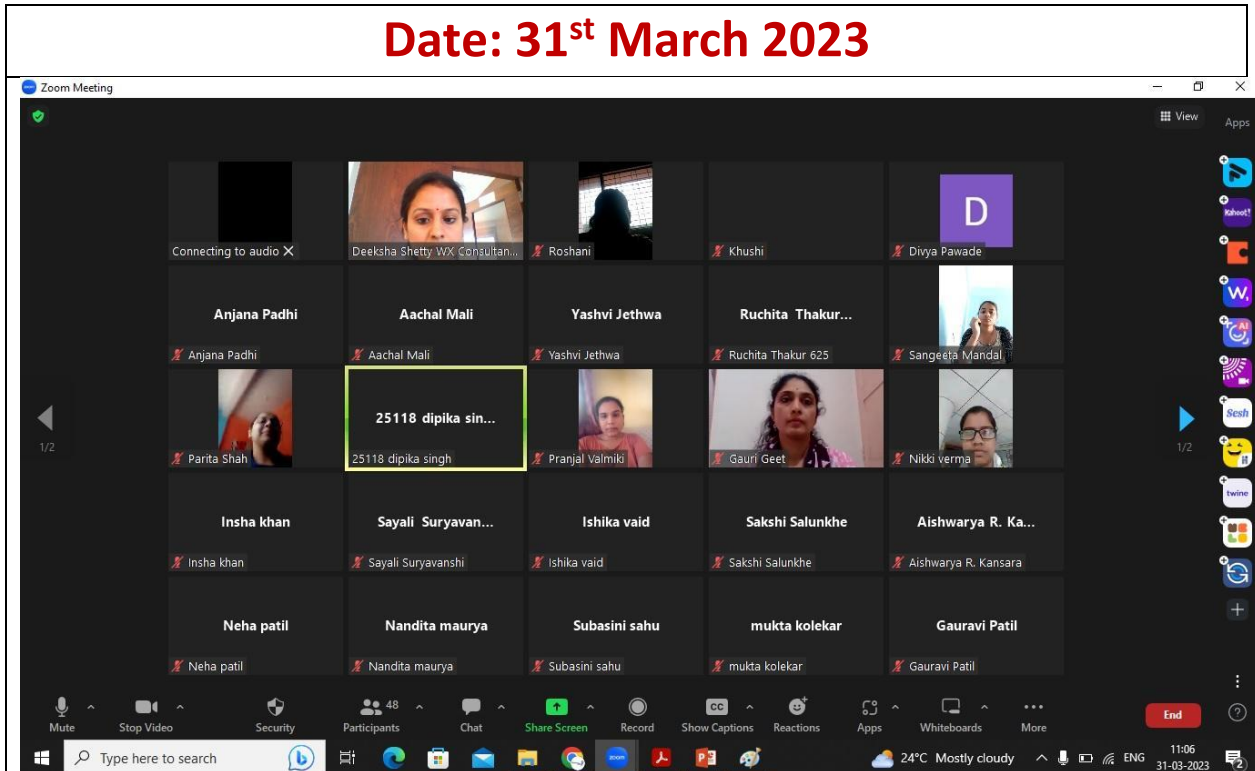 Date: 31st March 2023
Zoom Meeting
View
Apps
Connecting to audio
Deeksha Shetty WX Consultan...
Roshani
Khushi
D
Divya Pawade
Kahoot!
Anjana Padhi
Anjana Padhi
Aachal Mali
Aachal Mali
Yashvi Jethwa
Yashvi Jethwa
Ruchita Thakur...
Ruchita Thakur 625
Sangeeta Mandal
W.
Parita Shah
25118 dipika sin...
25118 dipika singh
Pranjal Valmiki
Gauri Geet
Nikki verma
1/2
1/2
Sesh
Insha khan
Insha khan
Sayali Suryavan...
Sayali Suryavanshi
Ishika vaid
Ishika vaid
Sakshi Salunkhe
Sakshi Salunkhe
Aishwarya R. Ka...
Aishwarya R. Kansara
twine
Neha patil
Neha patil
Nandita maurya
Nandita maurya
Subasini sahu
Subasini sahu
mukta kolekar
mukta kolekar
Gauravi Patil
Gauravi Patil
Mute
Stop Video
Security
48
Participants
Chat
Share Screen
Record
CC
Show Captions
Reactions
Apps
Whiteboards
More
End
Type here to search
zoom
24°C Mostly cloudy
ENG
11:06
31-03-2023
2